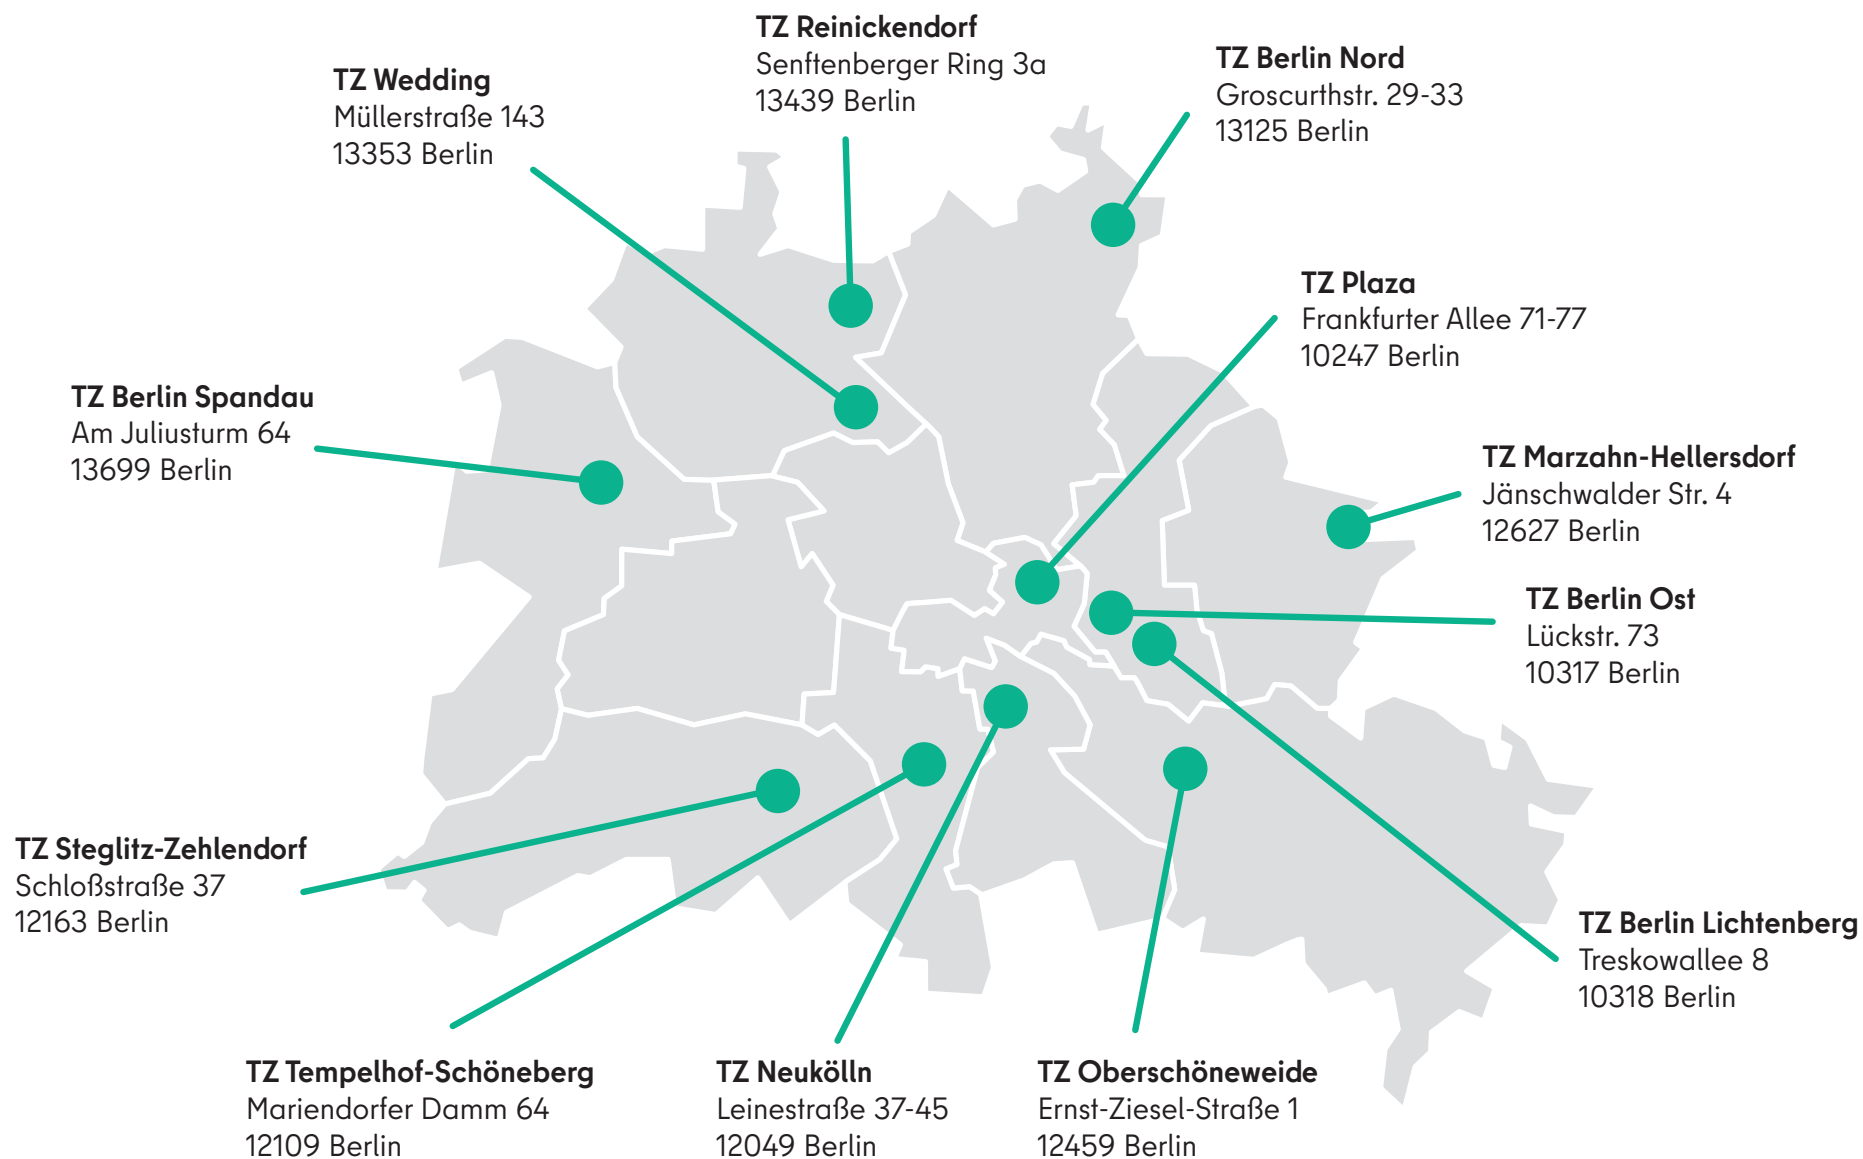 TZ Reinickendorf
Senftenberger Ring 3a
13439 Berlin
TZ Berlin Nord
Groscurthstr. 29-33
13125 Berlin
TZ Wedding
Müllerstraße 143
13353 Berlin
TZ Plaza
Frankfurter Allee 71-77
10247 Berlin
TZ Berlin Spandau
Am Juliusturm 64
13699 Berlin
TZ Marzahn-Hellersdorf
Jänschwalder Str. 4
12627 Berlin
TZ Berlin Ost
Lückstr. 73
10317 Berlin
TZ Steglitz-Zehlendorf
Schloßstraße 37
12163 Berlin
TZ Berlin Lichtenberg
Treskowallee 8
10318 Berlin
TZ Tempelhof-Schöneberg
Mariendorfer Damm 64
12109 Berlin
TZ Neukölln
Leinestraße 37-45
12049 Berlin
TZ Oberschöneweide
Ernst-Ziesel-Straße 1
12459 Berlin